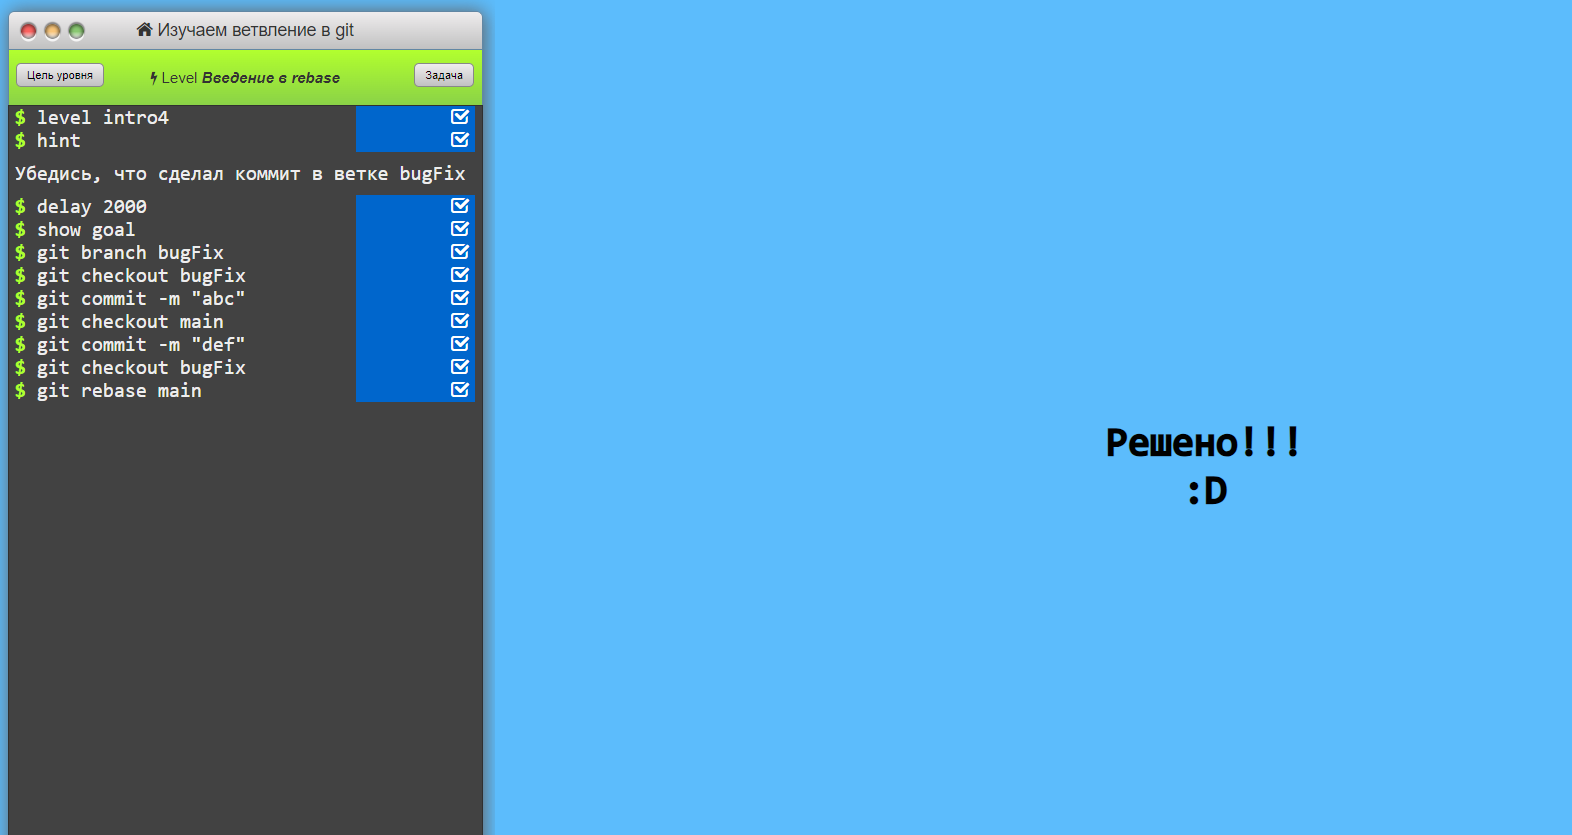 Изучаем ветвление в git
Цель уровня
Level Введение в rebase
Задача
$ level intro4
$ hint
Убедись, что сделал коммит в ветке bugFix
$ delay 2000
$ show goal
$ git branch bugFix
$ git checkout bugFix
$ git commit -m "abc"
$ git checkout main
$ git commit -m "def"
$ git checkout bugFix
$ git rebase main
Решено!!!
:D